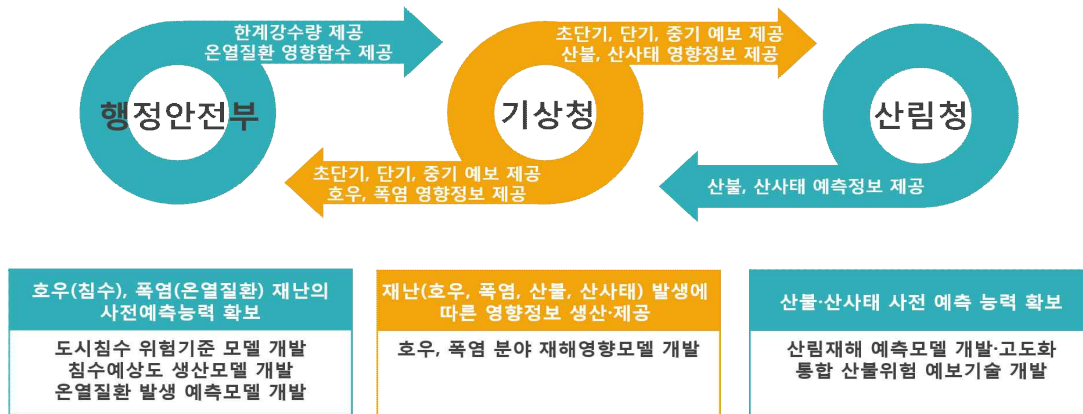 한계강수량 제공
온열질환 영향함수 제공
초단기, 단기, 중기 예보 제공
산불, 산사태 영향정보 제공
행정안전부
기상청
산림청
초단기, 단기, 중기 예보 제공
호우, 폭염 영향정보 제공
산불, 산사태 예측정보 제공
호우(침수), 폭염(온열질환) 재난의
사전예측능력 확보
도시침수 위험기준 모델 개발
침수예상도 생산모델 개발
온열질환 발생 예측모델 개발
재난(호우, 폭염, 산불, 산사태) 발생에
따른 영향정보 생산·제공
호우, 폭염 분야 재해영향모델 개발
산불·산사태 사전 예측 능력 확보
산림재해 예측모델 개발·고도화
통합 산불위험 예보기술 개발